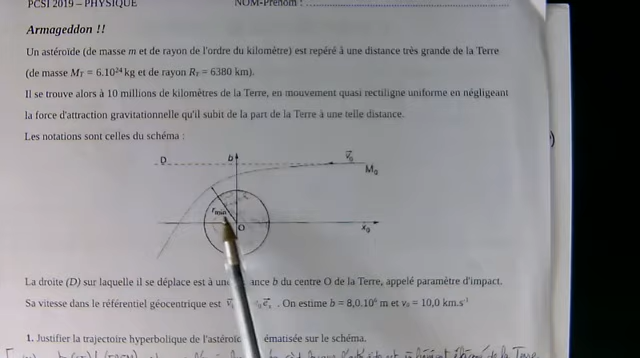 PCSI 2019 – PHYSIQUE NOM-Prénom :
Armageddon !!
Un astéroïde (de masse m et de rayon de l'ordre du kilomètre) est repéré à une distance très grande de la Terre
(de masse MT = 6.10²⁴ kg et de rayon RT = 6380 km).
Il se trouve alors à 10 millions de kilomètres de la Terre, en mouvement quasi rectiligne uniforme en négligeant
la force d'attraction gravitationnelle qu'il subit de la part de la Terre à une telle distance.
Les notations sont celles du schéma :
D b v₀
M₀
rmin
O x₀
La droite (D) sur laquelle il se déplace est à une ance b du centre O de la Terre, appelé paramètre d'impact.
Sa vitesse dans le référentiel géocentrique est . On estime b = 8,0.10⁶ m et v₀ = 10,0 km.s⁻¹
1. Justifier la trajectoire hyperbolique de l'astéroï ématisée sur le schéma.